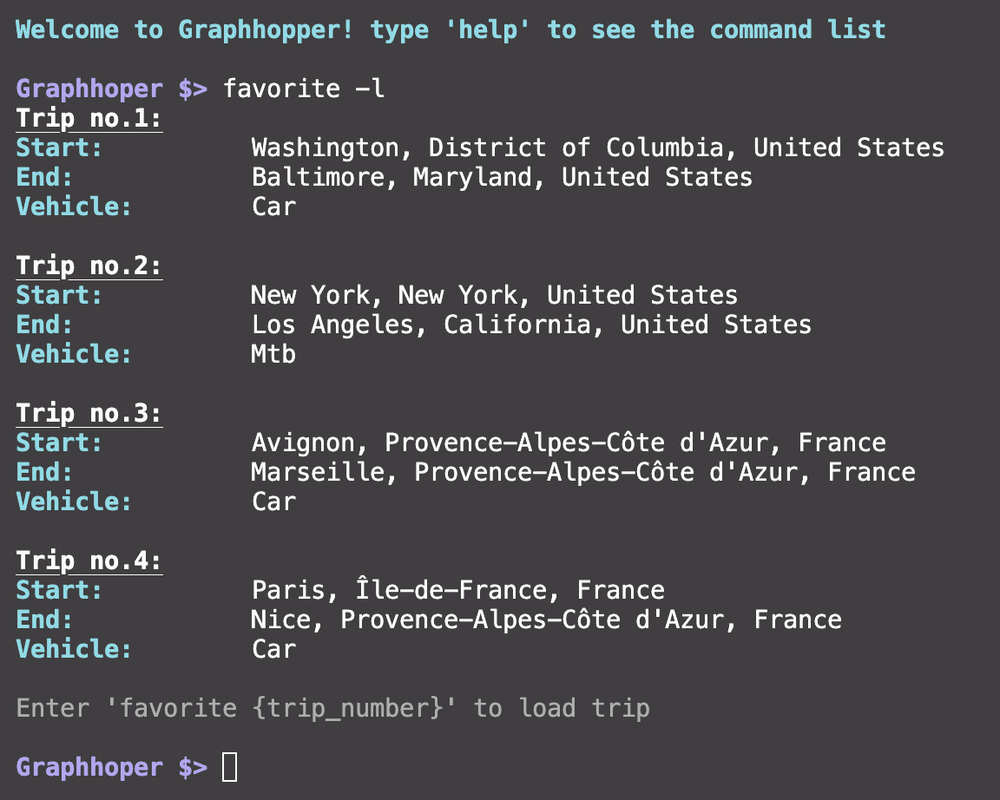 Welcome to Graphhopper! type 'help' to see the command list
Graphhoper $> favorite -l
Trip no.1:
Start: Washington, District of Columbia, United States
End: Baltimore, Maryland, United States
Vehicle: Car
Trip no.2:
Start: New York, New York, United States
End: Los Angeles, California, United States
Vehicle: Mtb
Trip no.3:
Start: Avignon, Provence-Alpes-Côte d'Azur, France
End: Marseille, Provence-Alpes-Côte d'Azur, France
Vehicle: Car
Trip no.4:
Start: Paris, Île-de-France, France
End: Nice, Provence-Alpes-Côte d'Azur, France
Vehicle: Car
Enter 'favorite {trip_number}' to load trip
Graphhoper $>